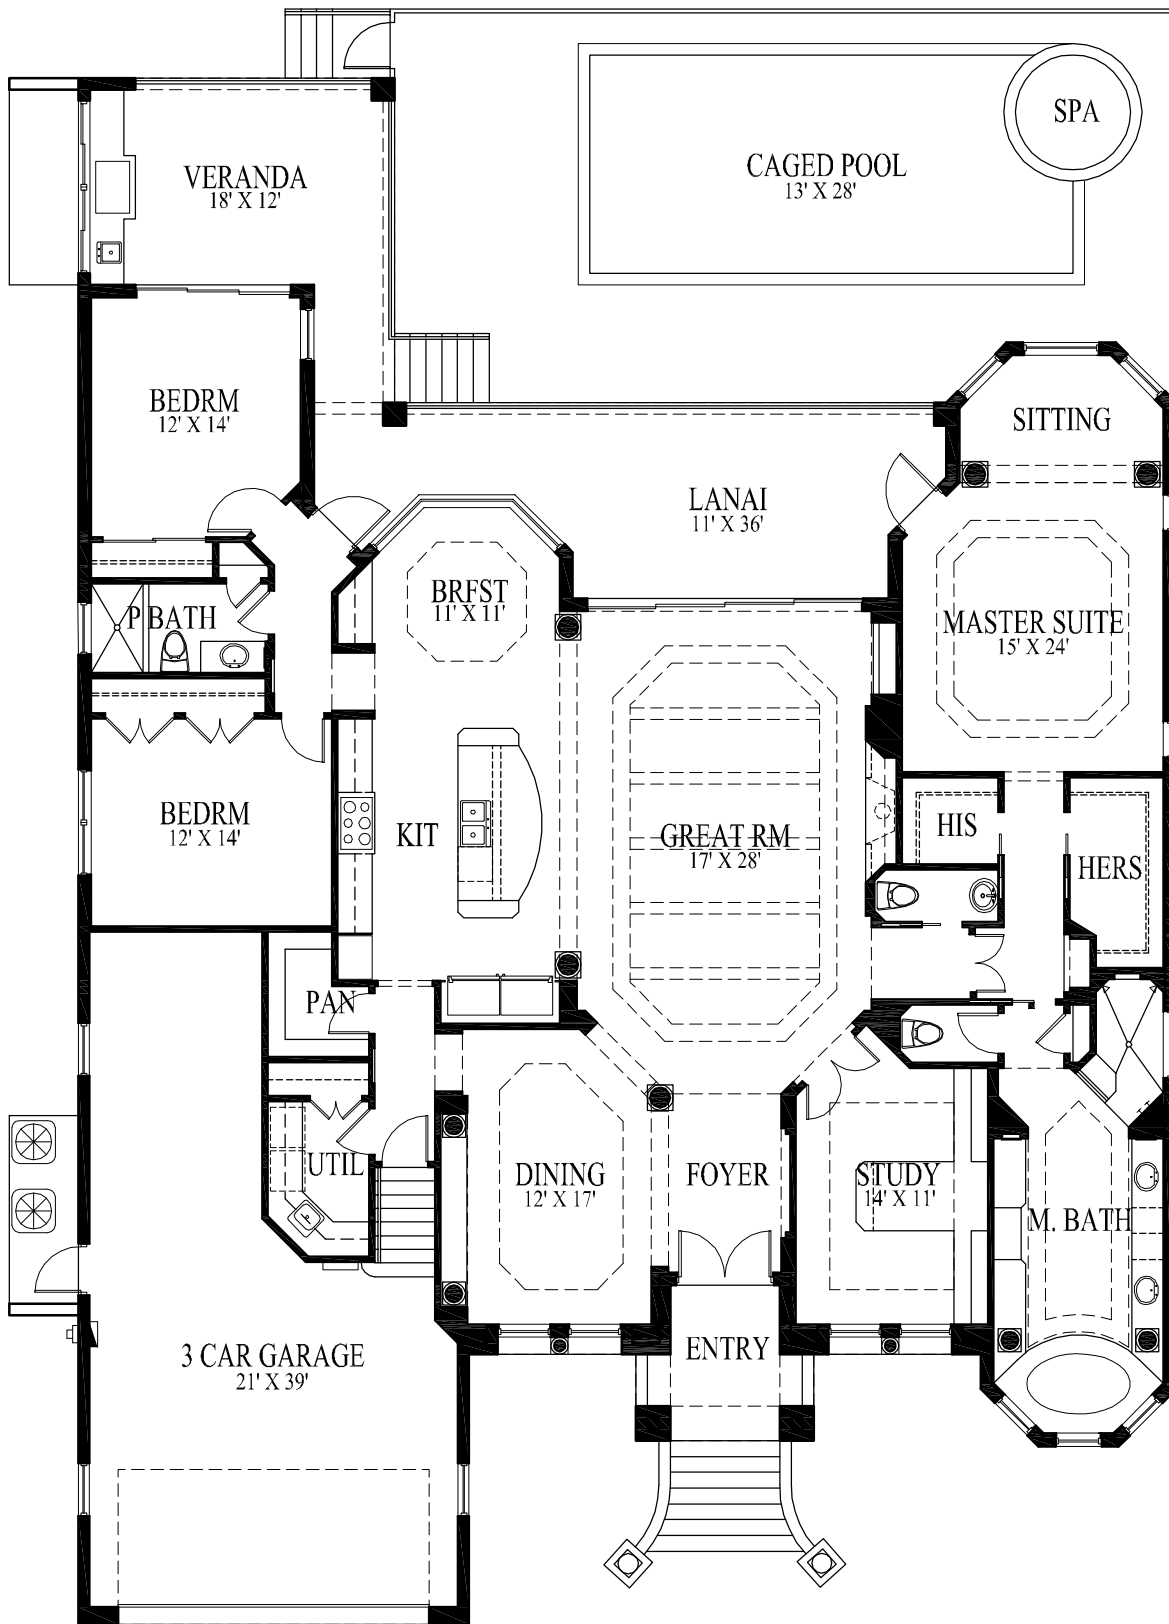 SPA
CAGED POOL
13' X 28'
VERANDA
18' X 12'
BEDRM
12' X 14'
SITTING
LANAI
11' X 36'
BRFST
11' X 11'
P BATH
MASTER SUITE
15' X 24'
BEDRM
12' X 14'
KIT
GREAT RM
17' X 28'
HIS
HERS
PAN
UTIL
DINING
12' X 17'
FOYER
STUDY
14' X 11'
M. BATH
3 CAR GARAGE
21' X 39'
ENTRY